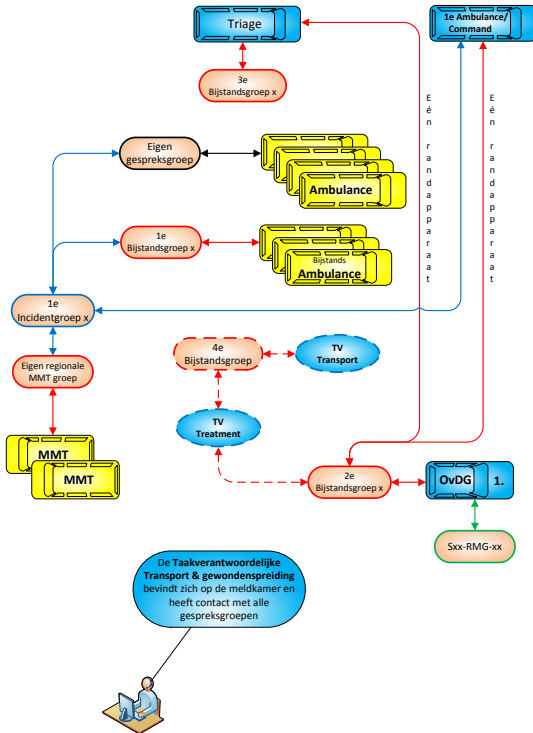 Triage
1e Ambulance/
Command
3e
Bijstandsgroep x
Eén randapparaat
Eén randapparaat
Eigen
gespreksgroep
Ambulance
1e
Bijstandsgroep x
Bijstands
Ambulance
1e
Incidentgroep x
Eigen regionale
MMT groep
4e
Bijstandsgroep
TV
Transport
TV
Treatment
MMT
MMT
2e
Bijstandsgroep x
OvDG 1.
Sxx-RMG-xx
De Taakverantwoordelijke
Transport & gewondenspreiding
bevindt zich op de meldkamer en
heeft contact met alle
gespreksgroepen